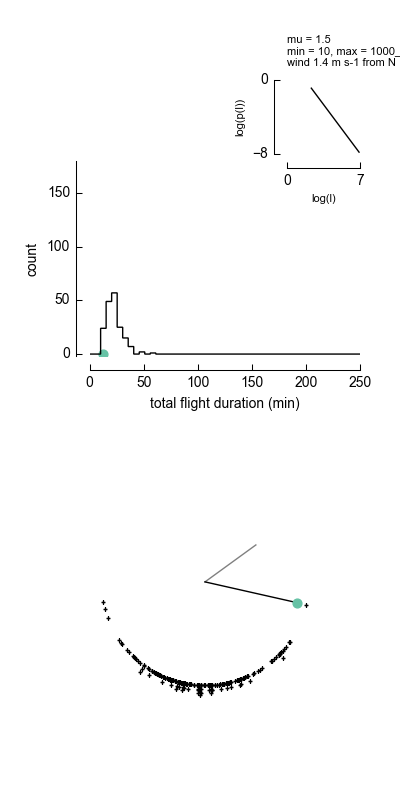 mu = 1.5
min = 10, max = 1000_
wind 1.4 m s-1 from N
0
log(p(l))
−8
0
7
log(l)
150
100
50
0
count
0
50
100
150
200
250
total flight duration (min)